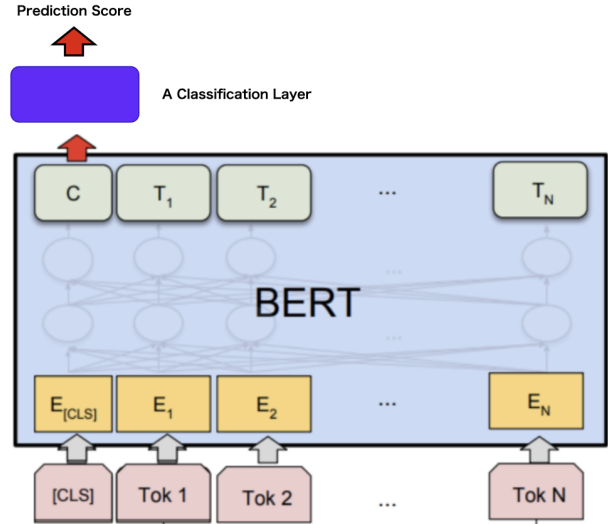 Prediction Score
A Classification Layer
C T1 T2 ... TN
...
BERT
...
E[CLS] E1 E2 ... EN
[CLS] Tok 1 Tok 2 ... Tok N